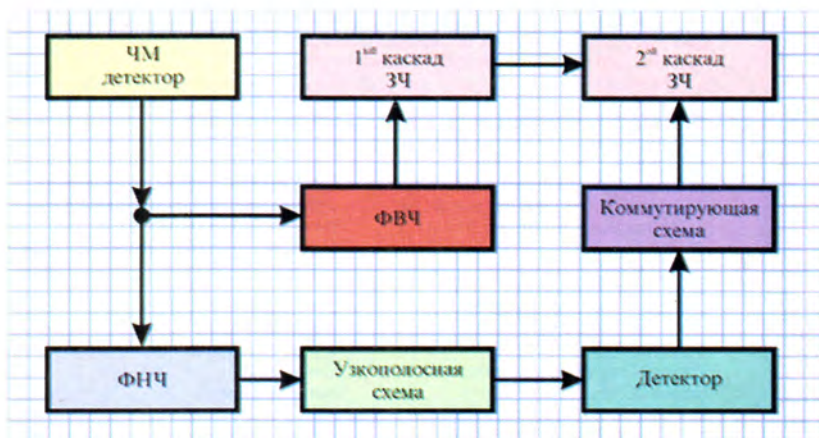 ЧМ
детектор
1ый каскад
ЗЧ
2ой каскад
ЗЧ
ФВЧ
Коммутирующая
схема
ФНЧ
Узкополосная
схема
Детектор